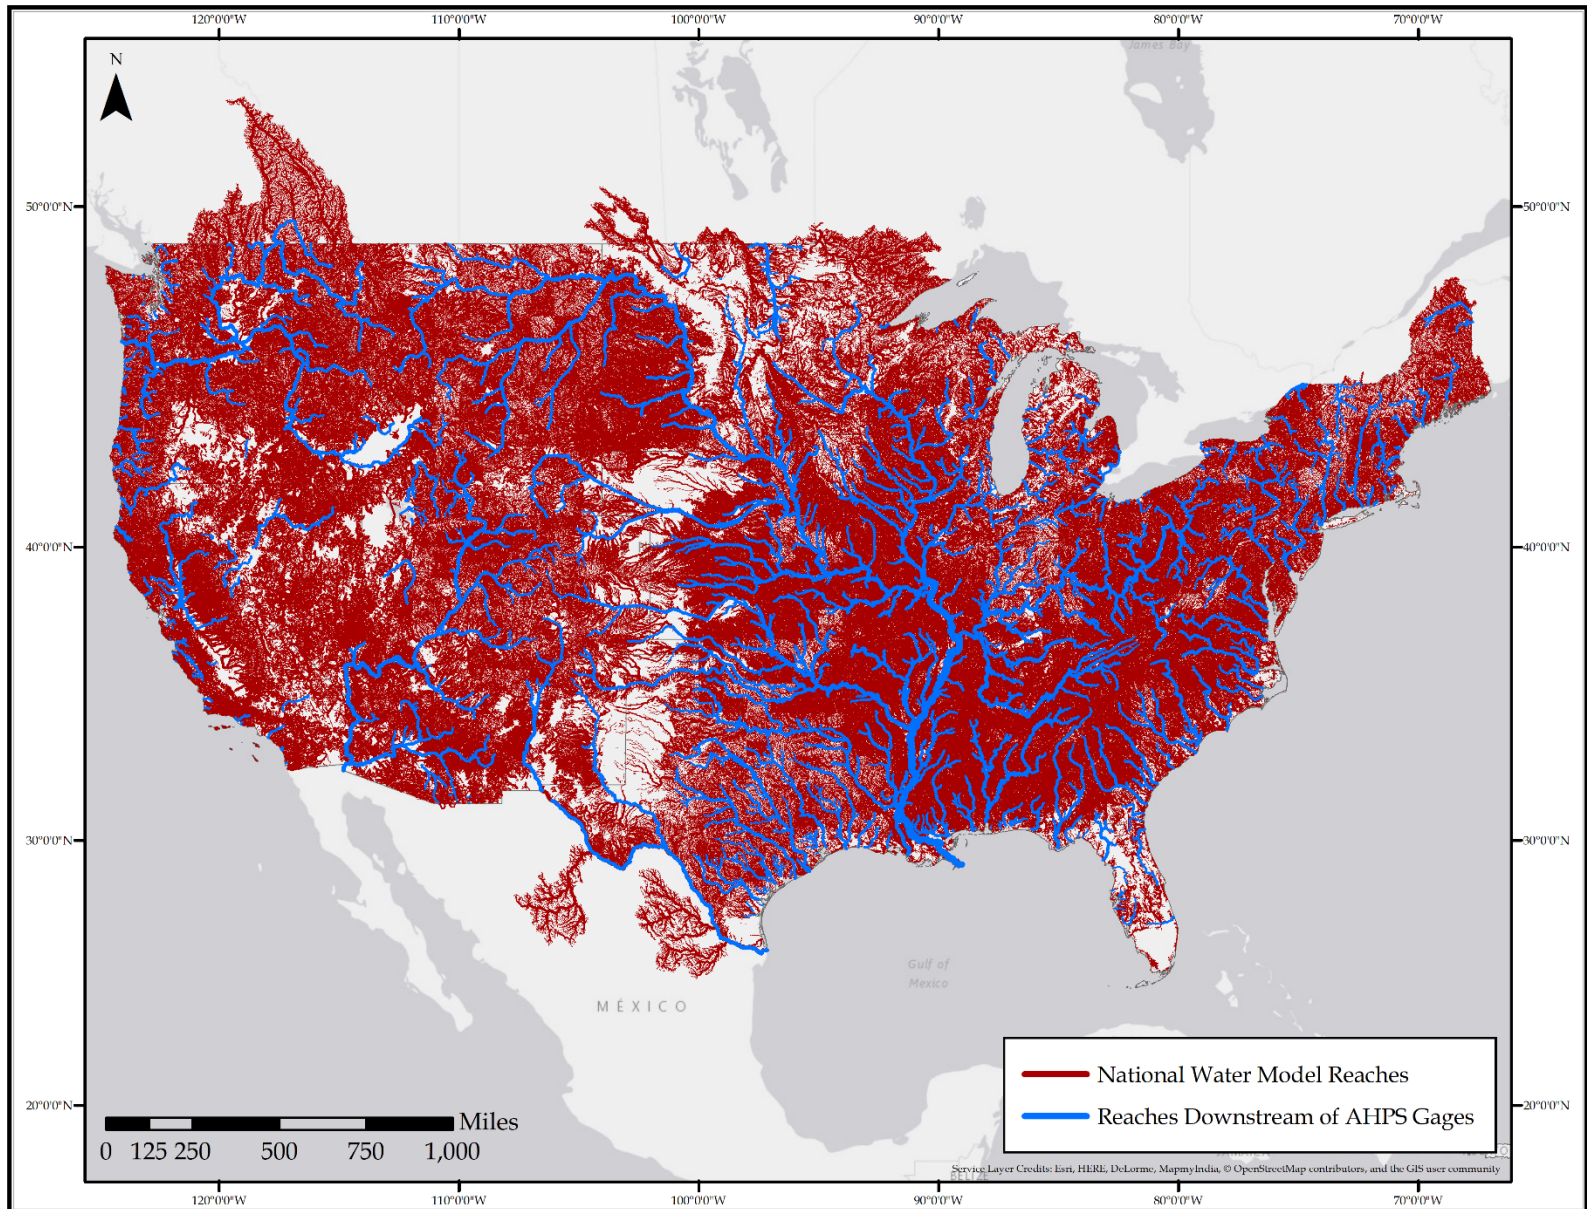 120°0'0"W 110°0'0"W 100°0'0"W 90°0'0"W 80°0'0"W 70°0'0"W
James Bay
N
50°0'0"N 50°0'0"N
40°0'0"N 40°0'0"N
30°0'0"N 30°0'0"N
Gulf of
Mexico
MÉXICO
National Water Model Reaches
Reaches Downstream of AHPS Gages
20°0'0"N 20°0'0"N
Miles
0 125 250 500 750 1,000
Service Layer Credits: Esri, HERE, DeLorme, MapmyIndia, © OpenStreetMap contributors, and the GIS user community
BELIZE
120°0'0"W 110°0'0"W 100°0'0"W 90°0'0"W 80°0'0"W 70°0'0"W